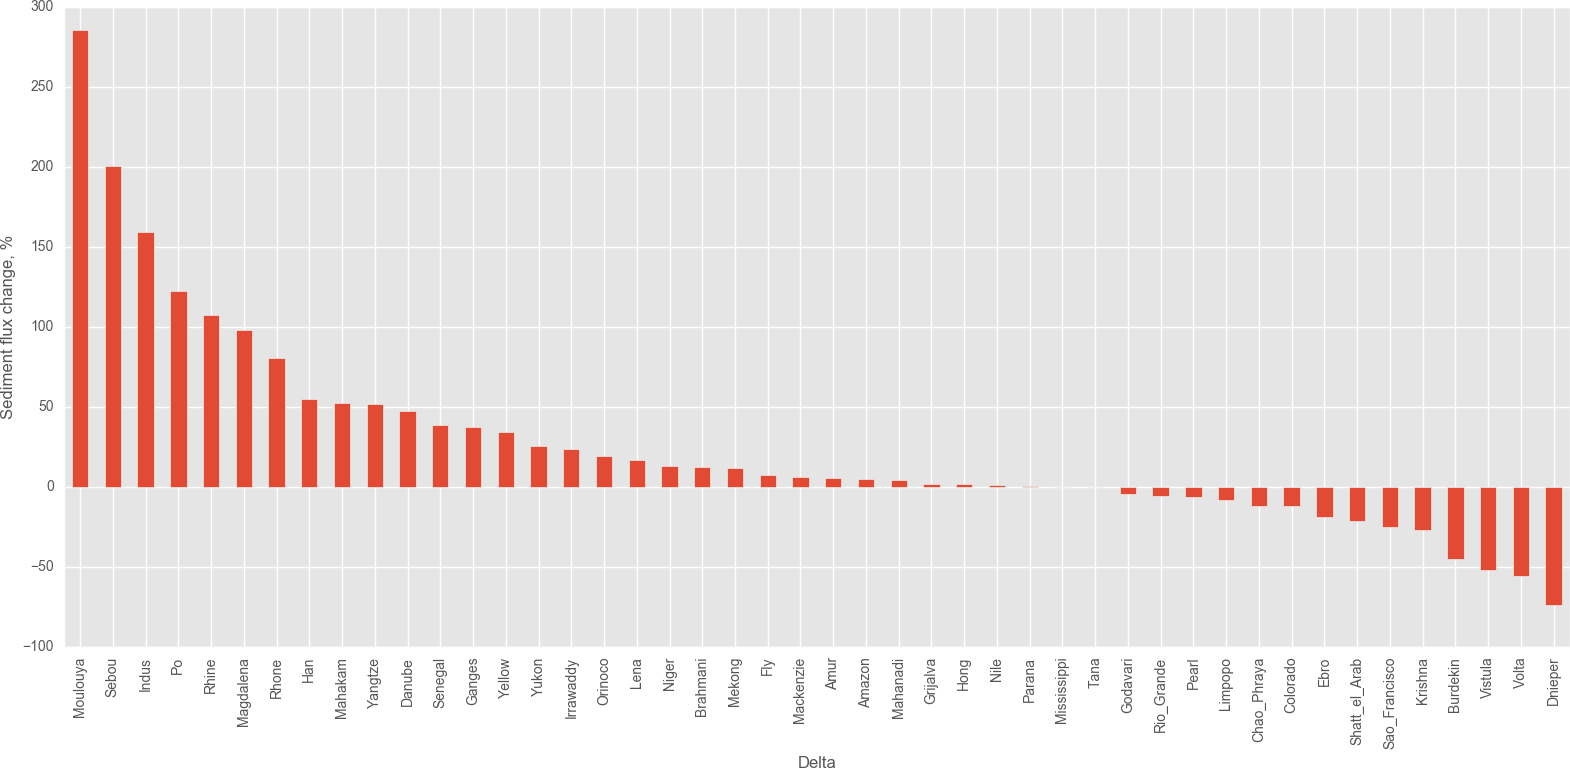 300
250
200
150
100
50
0
−50
−100
Sediment flux change, %
Moulouya
Sebou
Indus
Po
Rhine
Magdalena
Rhone
Han
Mahakam
Yangtze
Danube
Senegal
Ganges
Yellow
Yukon
Irrawaddy
Orinoco
Lena
Niger
Brahmani
Mekong
Fly
Mackenzie
Amur
Amazon
Mahanadi
Grijalva
Hong
Nile
Parana
Mississippi
Tana
Godavari
Rio_Grande
Pearl
Limpopo
Chao_Phraya
Colorado
Ebro
Shatt_el_Arab
Sao_Francisco
Krishna
Burdekin
Vistula
Volta
Dnieper
Delta